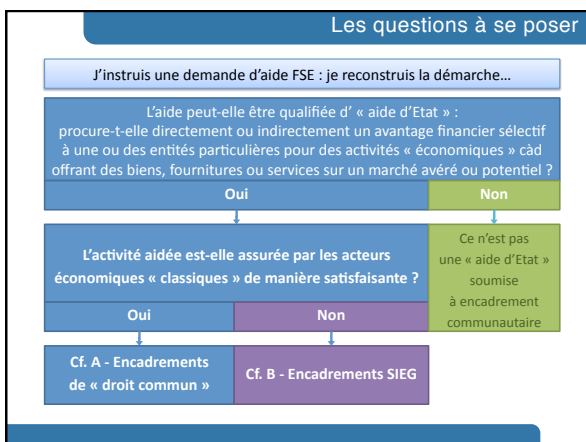 Les questions à se poser
J'instruis une demande d'aide FSE : je reconstruis la démarche…
L'aide peut-elle être qualifiée d' « aide d'Etat » :
procure-t-elle directement ou indirectement un avantage financier sélectif
à une ou des entités particulières pour des activités « économiques » càd
offrant des biens, fournitures ou services sur un marché avéré ou potentiel ?
Oui
Non
L'activité aidée est-elle assurée par les acteurs
économiques « classiques » de manière satisfaisante ?
Ce n'est pas
une « aide d'Etat »
soumise
à encadrement
communautaire
Oui
Non
Cf. A - Encadrements
de « droit commun »
Cf. B - Encadrements SIEG